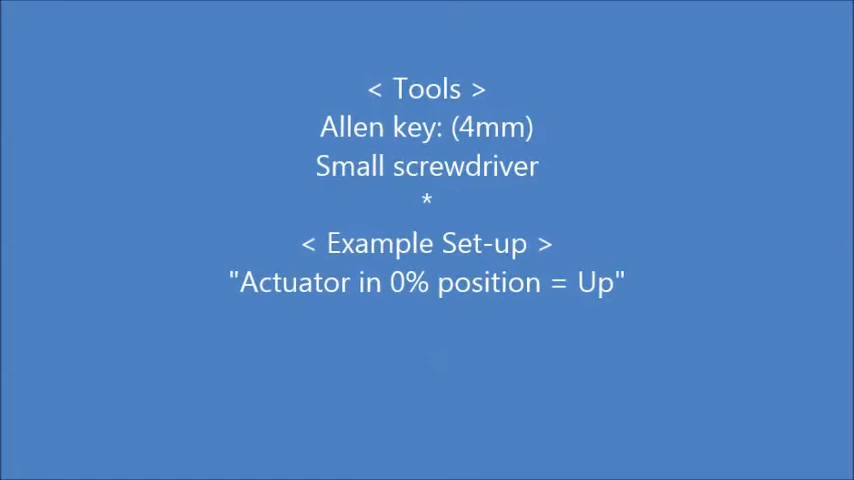 < Tools >
Allen key: (4mm)
Small screwdriver
*
< Example Set-up >
"Actuator in 0% position = Up"